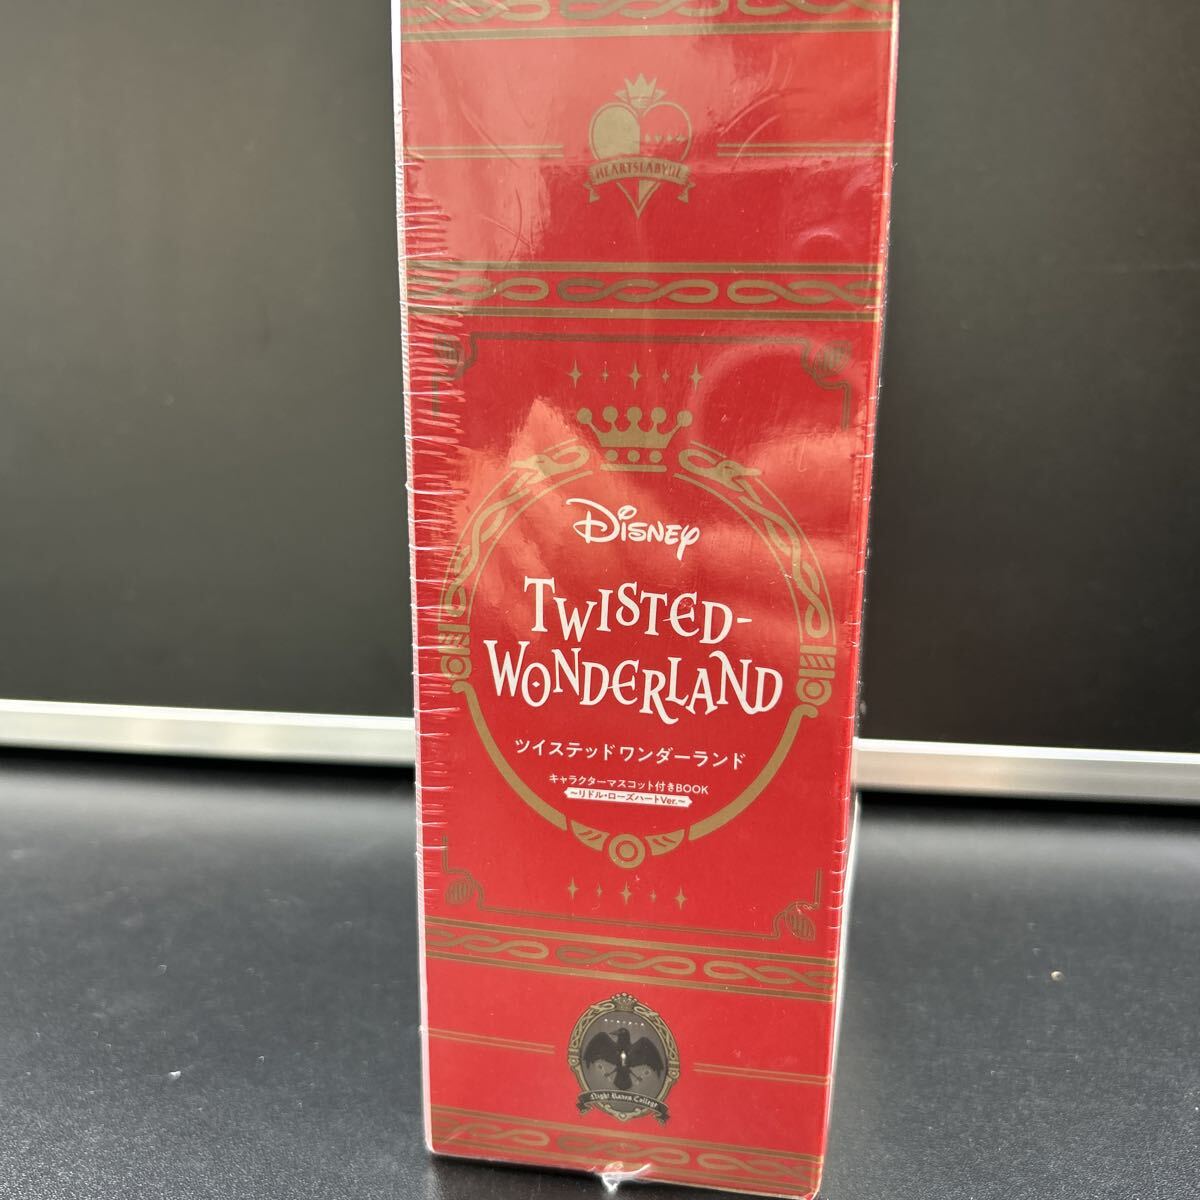 HEARTSLABYUL
Disney
TWISTED-
WONDERLAND
ツイステッドワンダーランド
キャラクターマスコット付きBOOK
～リドル・ローズハートVer.～
Night Raven College